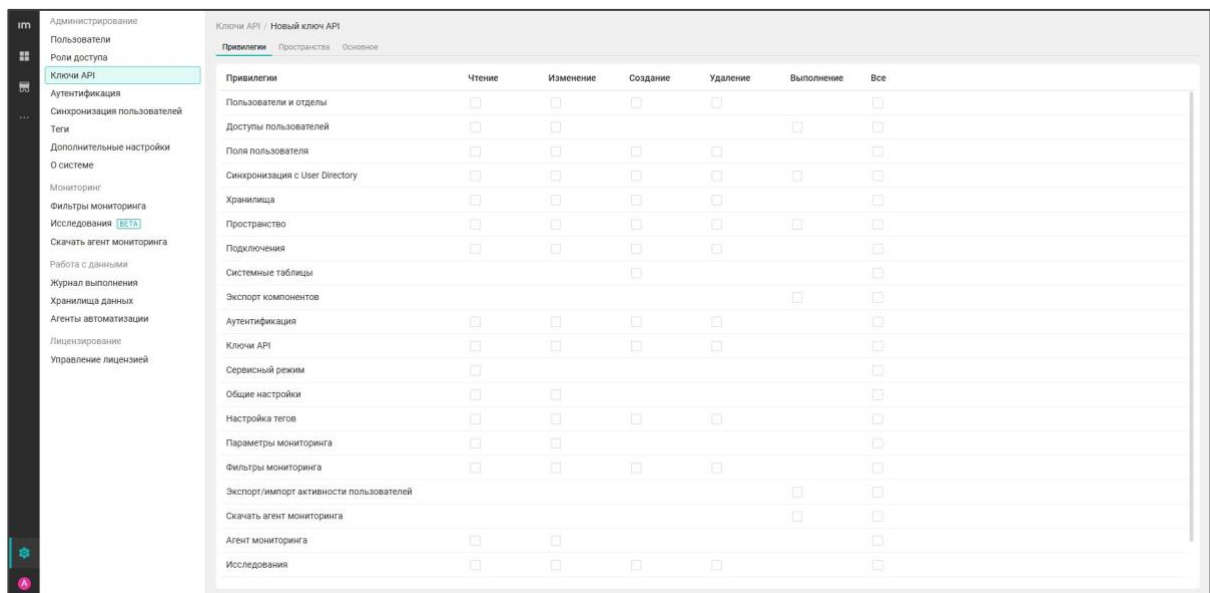 im
Администрирование
Пользователи
Роли доступа
Ключи API
Аутентификация
Синхронизация пользователей
Теги
Дополнительные настройки
О системе
Мониторинг
Фильтры мониторинга
Исследования BETA
Скачать агент мониторинга
Работа с данными
Журнал выполнения
Хранилища данных
Агенты автоматизации
Лицензирование
Управление лицензией
Ключи API / Новый ключ API
Привилегии Пространства Основное
Привилегии Чтение Изменение Создание Удаление Выполнение Все
Пользователи и отделы
Доступы пользователей
Поля пользователя
Синхронизация с User Directory
Хранилища
Пространство
Подключения
Системные таблицы
Экспорт компонентов
Аутентификация
Ключи API
Сервисный режим
Общие настройки
Настройка тегов
Параметры мониторинга
Фильтры мониторинга
Экспорт/импорт активности пользователей
Скачать агент мониторинга
Агент мониторинга
Исследования